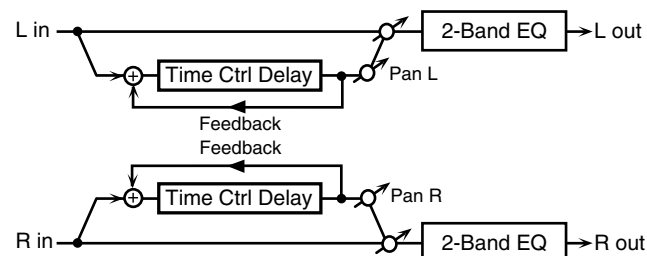 L in
2-Band EQ
L out
+
Time Ctrl Delay
Pan L
Feedback
Feedback
+
Time Ctrl Delay
Pan R
R in
2-Band EQ
R out